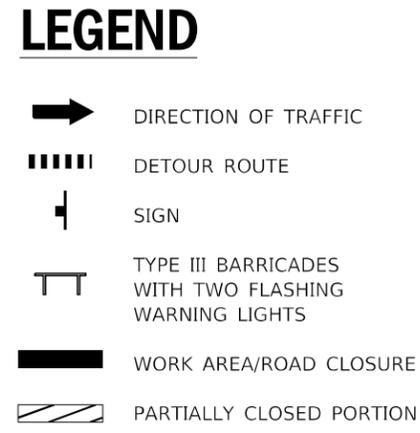 LEGEND
DIRECTION OF TRAFFIC
DETOUR ROUTE
SIGN
TYPE III BARRICADES
WITH TWO FLASHING
WARNING LIGHTS
WORK AREA/ROAD CLOSURE
PARTIALLY CLOSED PORTION